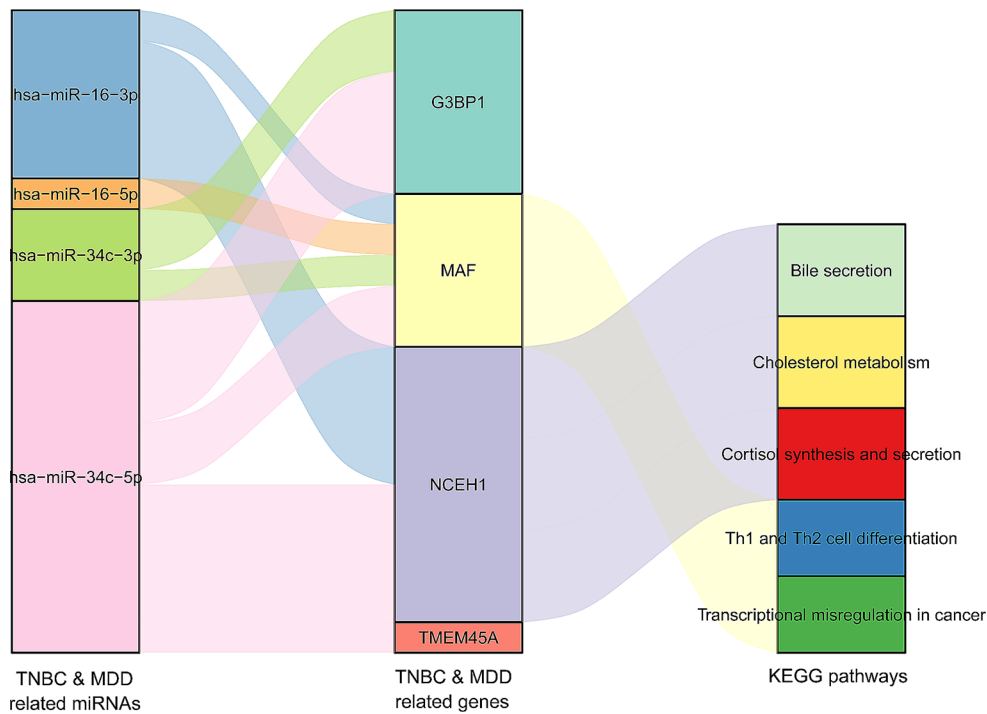 hsa-miR-16-3p
hsa-miR-16-5p
hsa-miR-34c-3p
hsa-miR-34c-5p
TNBC & MDD
related miRNAs
G3BP1
MAF
NCEH1
TMEM45A
TNBC & MDD
related genes
Bile secretion
Cholesterol metabolism
Cortisol synthesis and secretion
Th1 and Th2 cell differentiation
Transcriptional misregulation in cancer
KEGG pathways